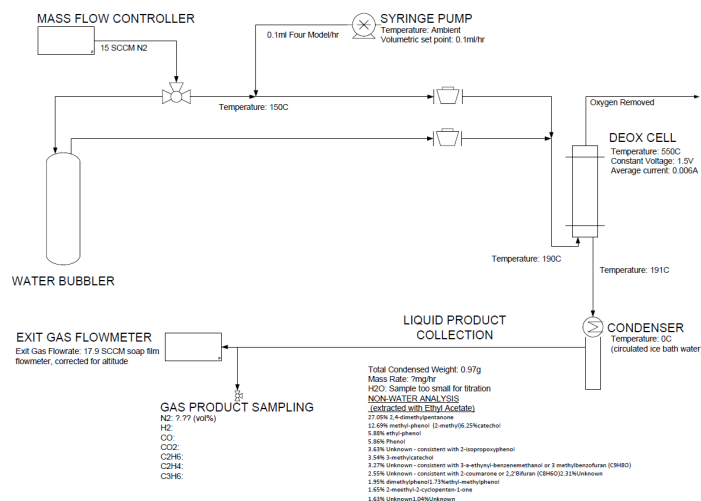 MASS FLOW CONTROLLER
15 SCCM N2
0.1ml Four Model/hr
SYRINGE PUMP
Temperature: Ambient
Volumetric set point: 0.1ml/hr
Temperature: 150C
Oxygen Removed
DEOX CELL
Temperature: 550C
Constant Voltage: 1.5V
Average current: 0.006A
WATER BUBBLER
Temperature: 190C
Temperature: 191C
LIQUID PRODUCT
COLLECTION
CONDENSER
Temperature: 0C
(circulated ice bath water
EXIT GAS FLOWMETER
Exit Gas Flowrate: 17.9 SCCM soap film
flowmeter, corrected for altitude
GAS PRODUCT SAMPLING
N2: ?.?? (vol%)
H2:
CO:
CO2:
C2H6:
C2H4:
C3H6:
Total Condensed Weight: 0.97g
Mass Rate: ?mg/hr
H2O: Sample too small for titration
NON-WATER ANALYSIS
(extracted with Ethyl Acetate)
27.05% 2,4-dimethylpentanone
12.69% methyl-phenol (2-methyl)6.25%catechol
5.88% ethyl-phenol
5.86% Phenol
3.63% Unknown - consistent with 2-isopropoxyphenol
3.54% 3-methylcatechol
3.27% Unknown - consistent with 3-a-ethynyl-benzenemethanol or 3 methylbenzofuran (C9H8O)
2.55% Unknown - consistent with 2-coumarone or 2,2'Bifuran (C8H6O)2.31%Unknown
1.95% dimethylphenol1.73%ethyl-methylphenol
1.65% 2-meethyl-2-cyclopenten-1-one
1.63% Unknown1.04%Unknown